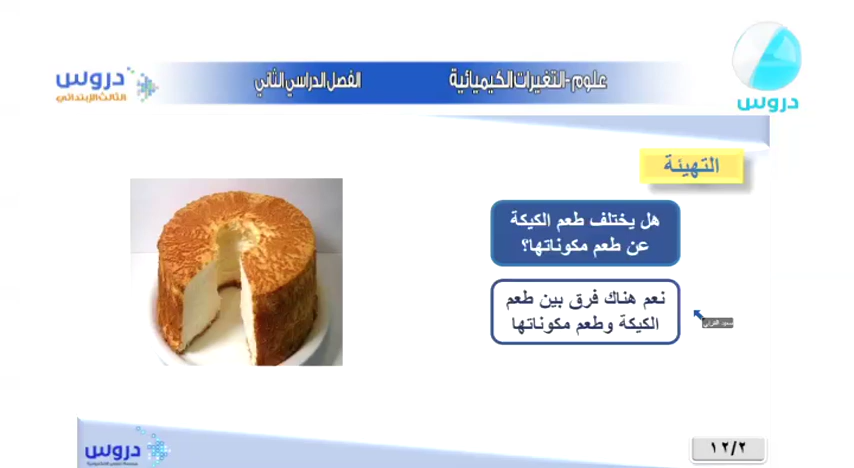 دروس
علوم-التغيرات الكيميائية
الفصل الدراسي الثاني
دروس
الثالث الإبتدائي
التهيئة
هل يختلف طعم الكيكة
عن طعم مكوناتها؟
نعم هناك فرق بين طعم
الكيكة وطعم مكوناتها
دروس
١٢/٢